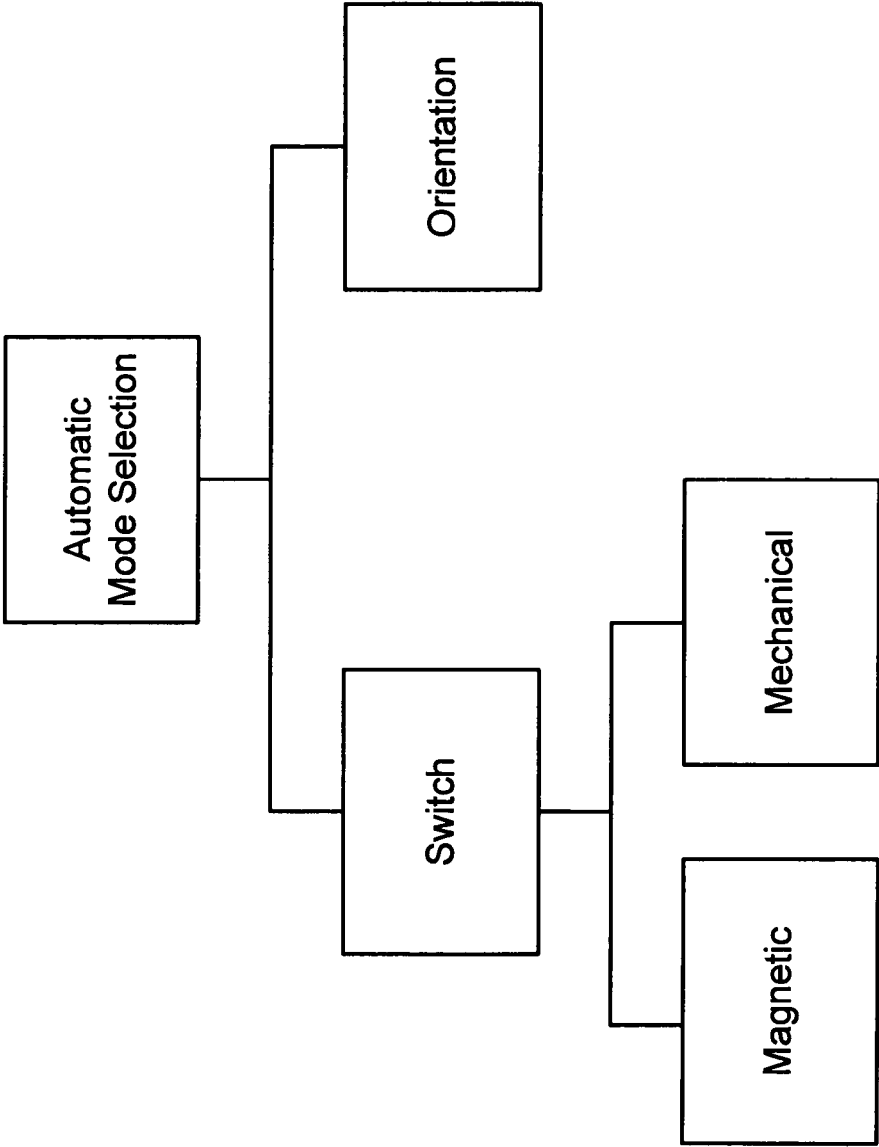 Automatic
Mode Selection
Switch
Orientation
Magnetic
Mechanical